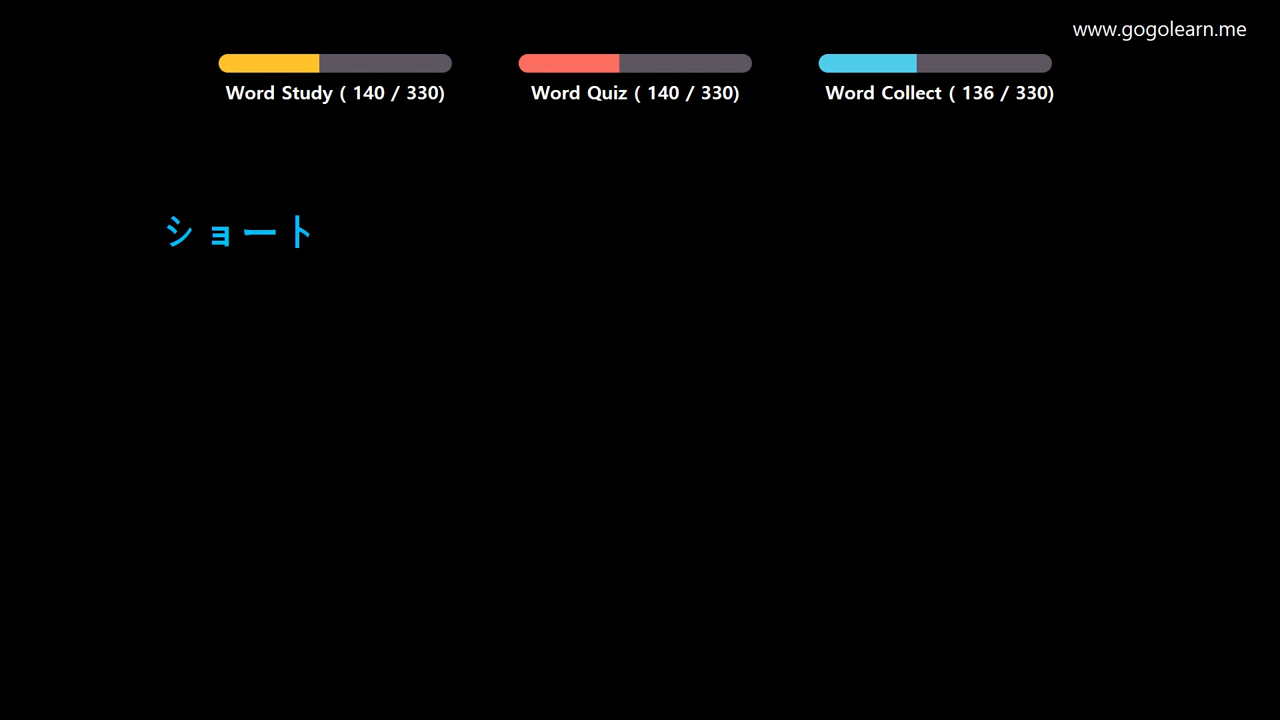 www.gogolearn.me
Word Study ( 140 / 330)
Word Quiz ( 140 / 330)
Word Collect ( 136 / 330)
ショート